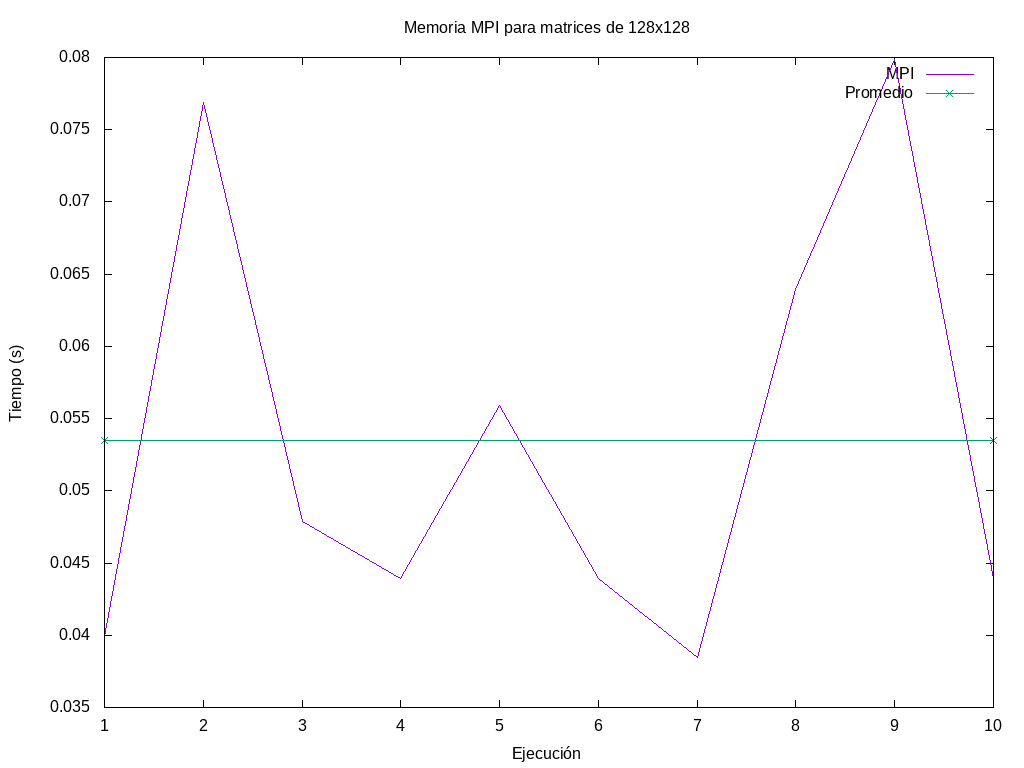 Memoria MPI para matrices de 128x128
MPI
Promedio
0.08
0.075
0.07
0.065
0.06
0.055
0.05
0.045
0.04
0.035
Tiempo (s)
1 2 3 4 5 6 7 8 9 10
Ejecución